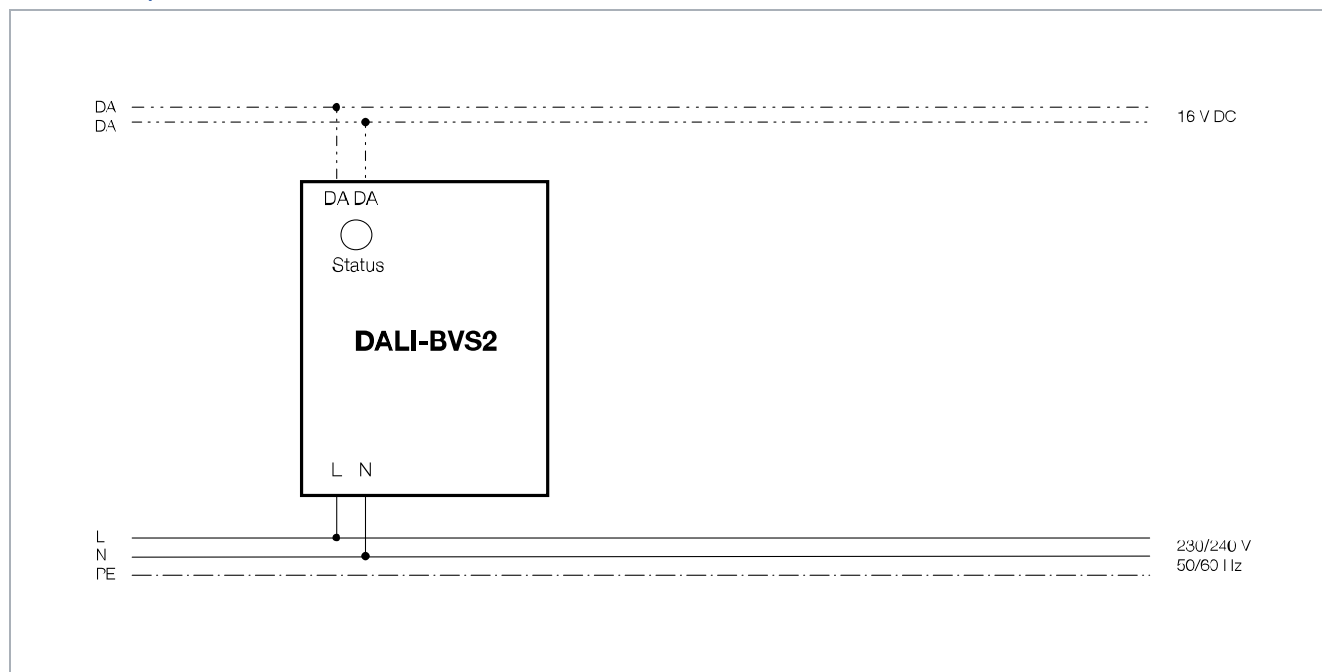 DA
DA
16 V DC
DA DA
Status
DALI-BVS2
L N
L
N
PE
230/240 V
50/60 Hz